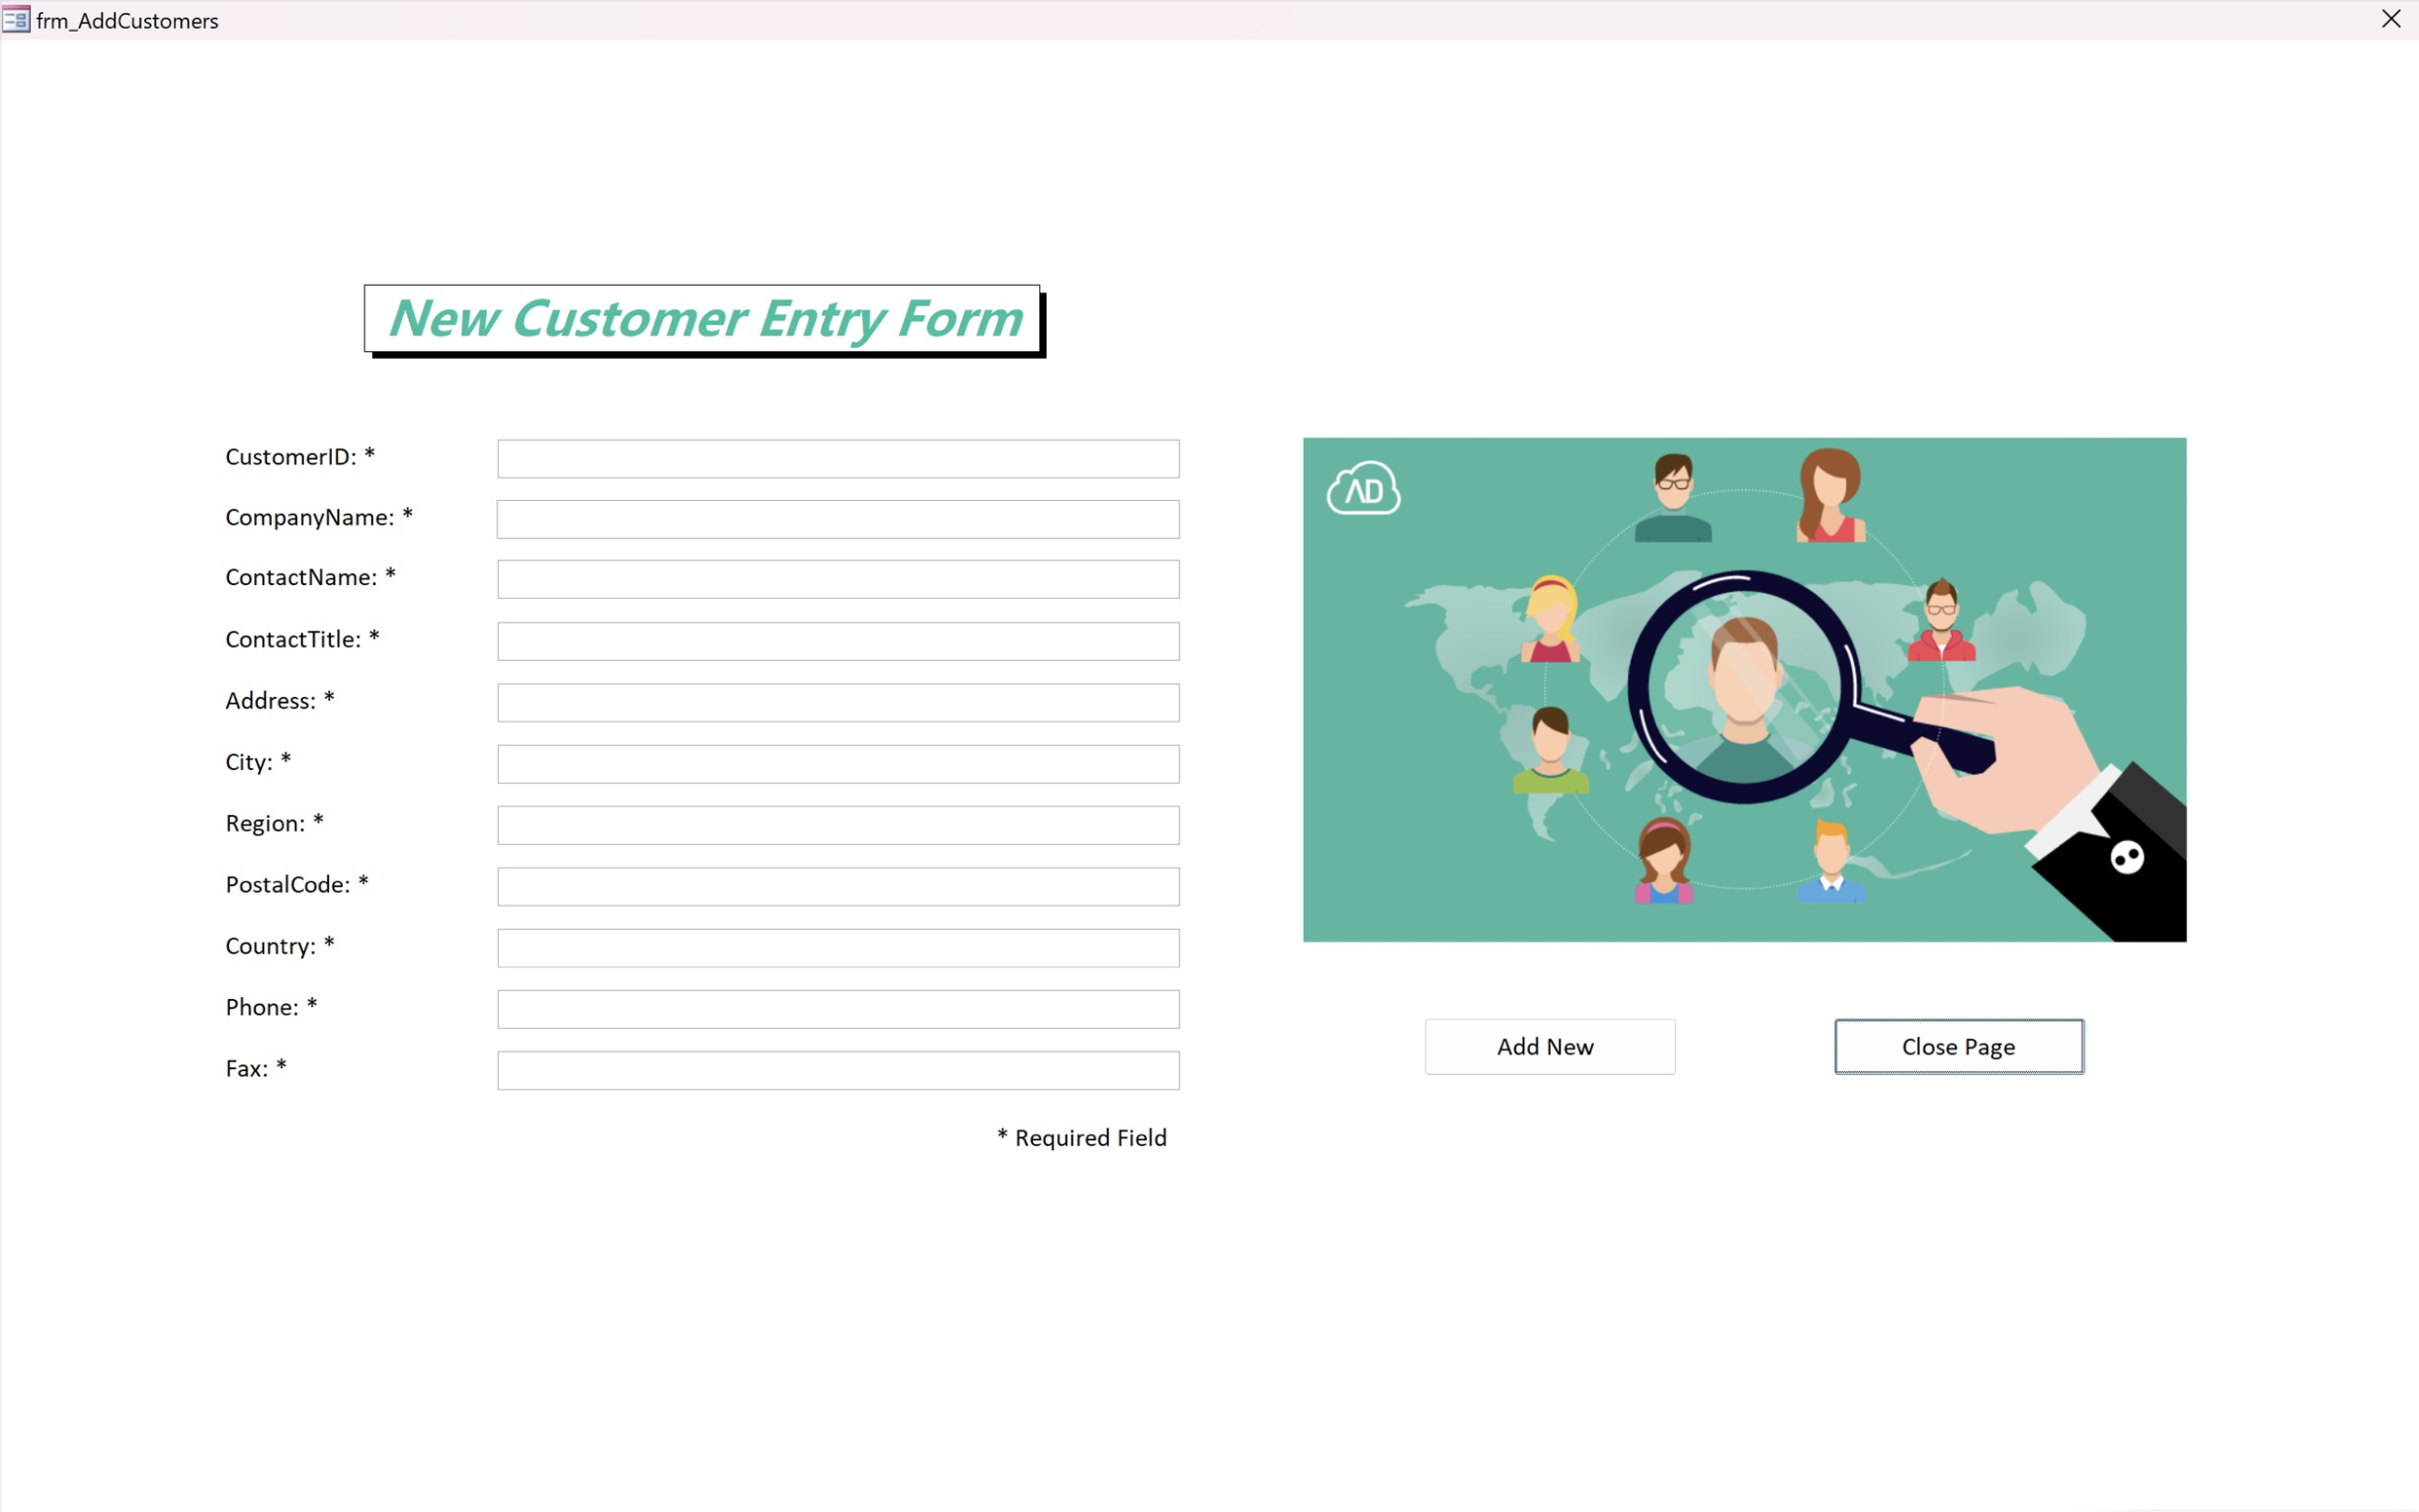 frm_AddCustomers
New Customer Entry Form
CustomerID: *
CompanyName: *
ContactName: *
ContactTitle: *
Address: *
City: *
Region: *
PostalCode: *
Country: *
Phone: *
Fax: *
* Required Field
AD
Add New
Close Page